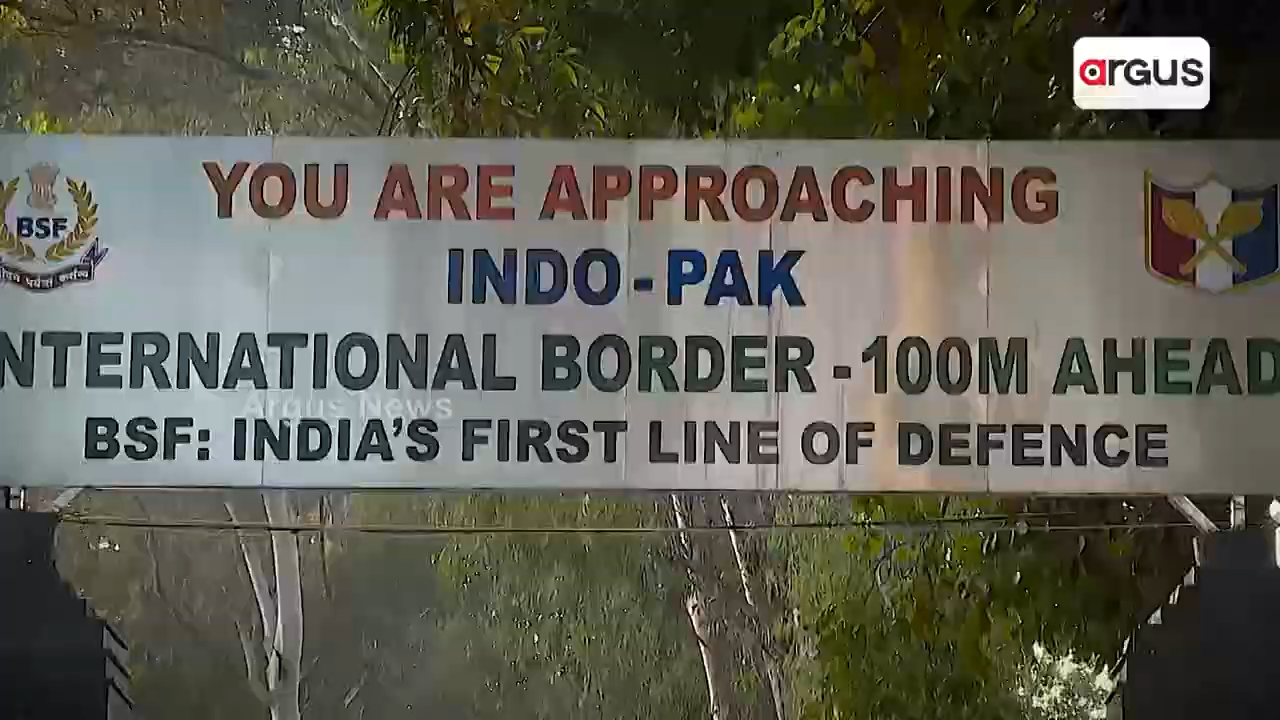 argus
YOU ARE APPROACHING
BSF
INDO-PAK
NTERNATIONAL BORDER -100M AHEAD
Argus News
BSF: INDIA'S FIRST LINE OF DEFENCE